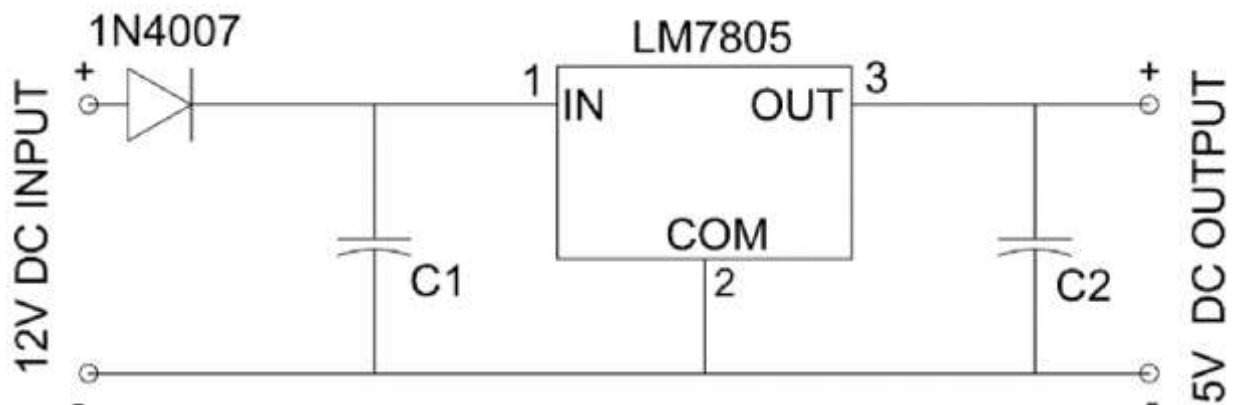 1N4007
LM7805
+
1
3
+
IN
OUT
12V DC INPUT
COM
5V DC OUTPUT
C1
2
C2
-
-